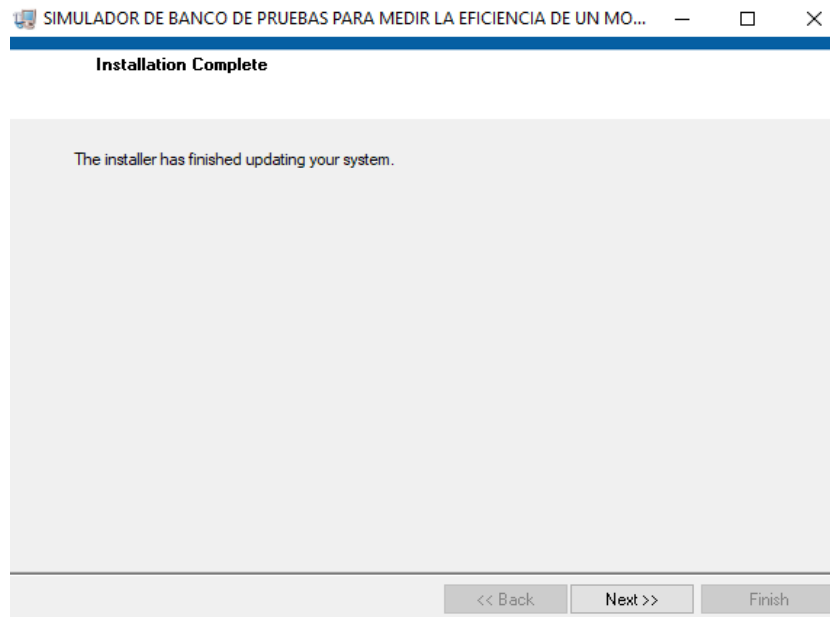 SIMULADOR DE BANCO DE PRUEBAS PARA MEDIR LA EFICIENCIA DE UN MO...
Installation Complete
The installer has finished updating your system.
<< Back Next >> Finish